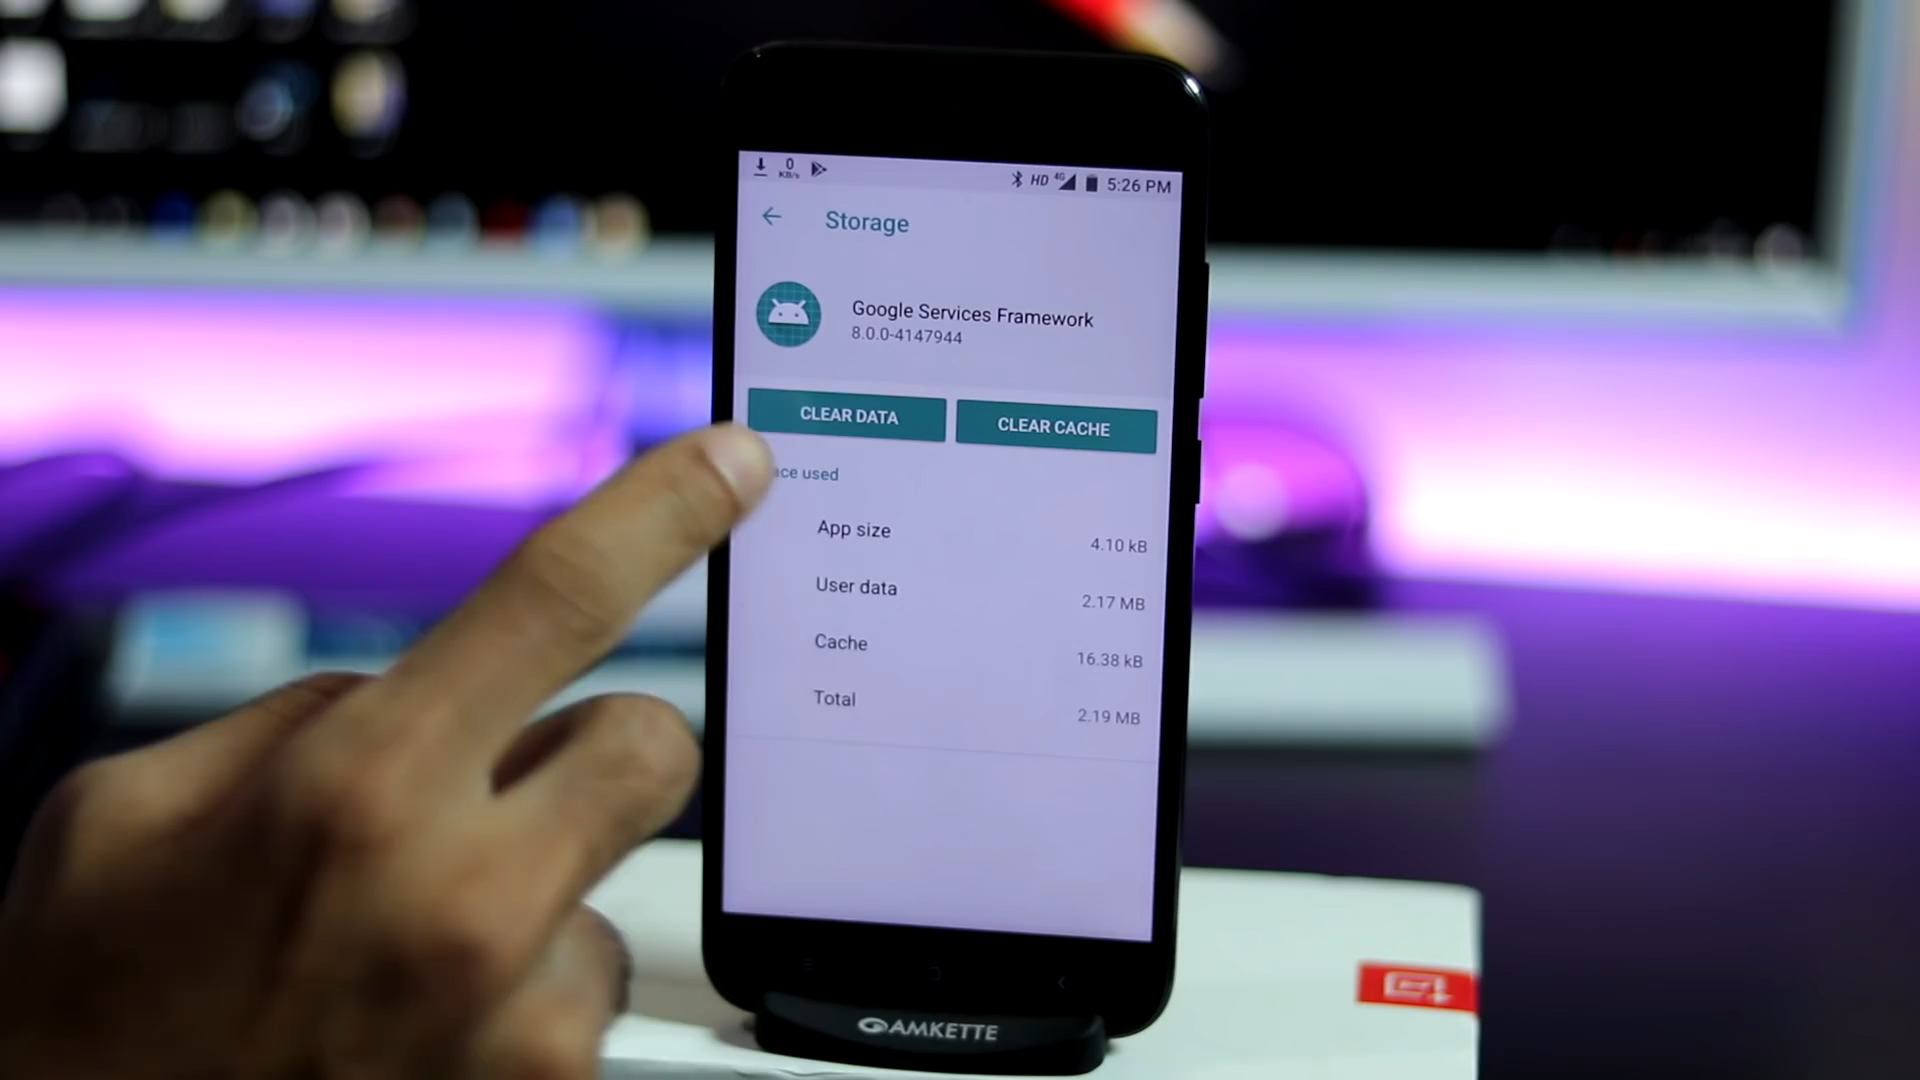 0
KB/s
HD 4G 5:26 PM
Storage
Google Services Framework
8.0.0-4147944
CLEAR DATA CLEAR CACHE
ace used
App size 4.10 kB
User data 2.17 MB
Cache 16.38 kB
Total 2.19 MB
AMKETTE